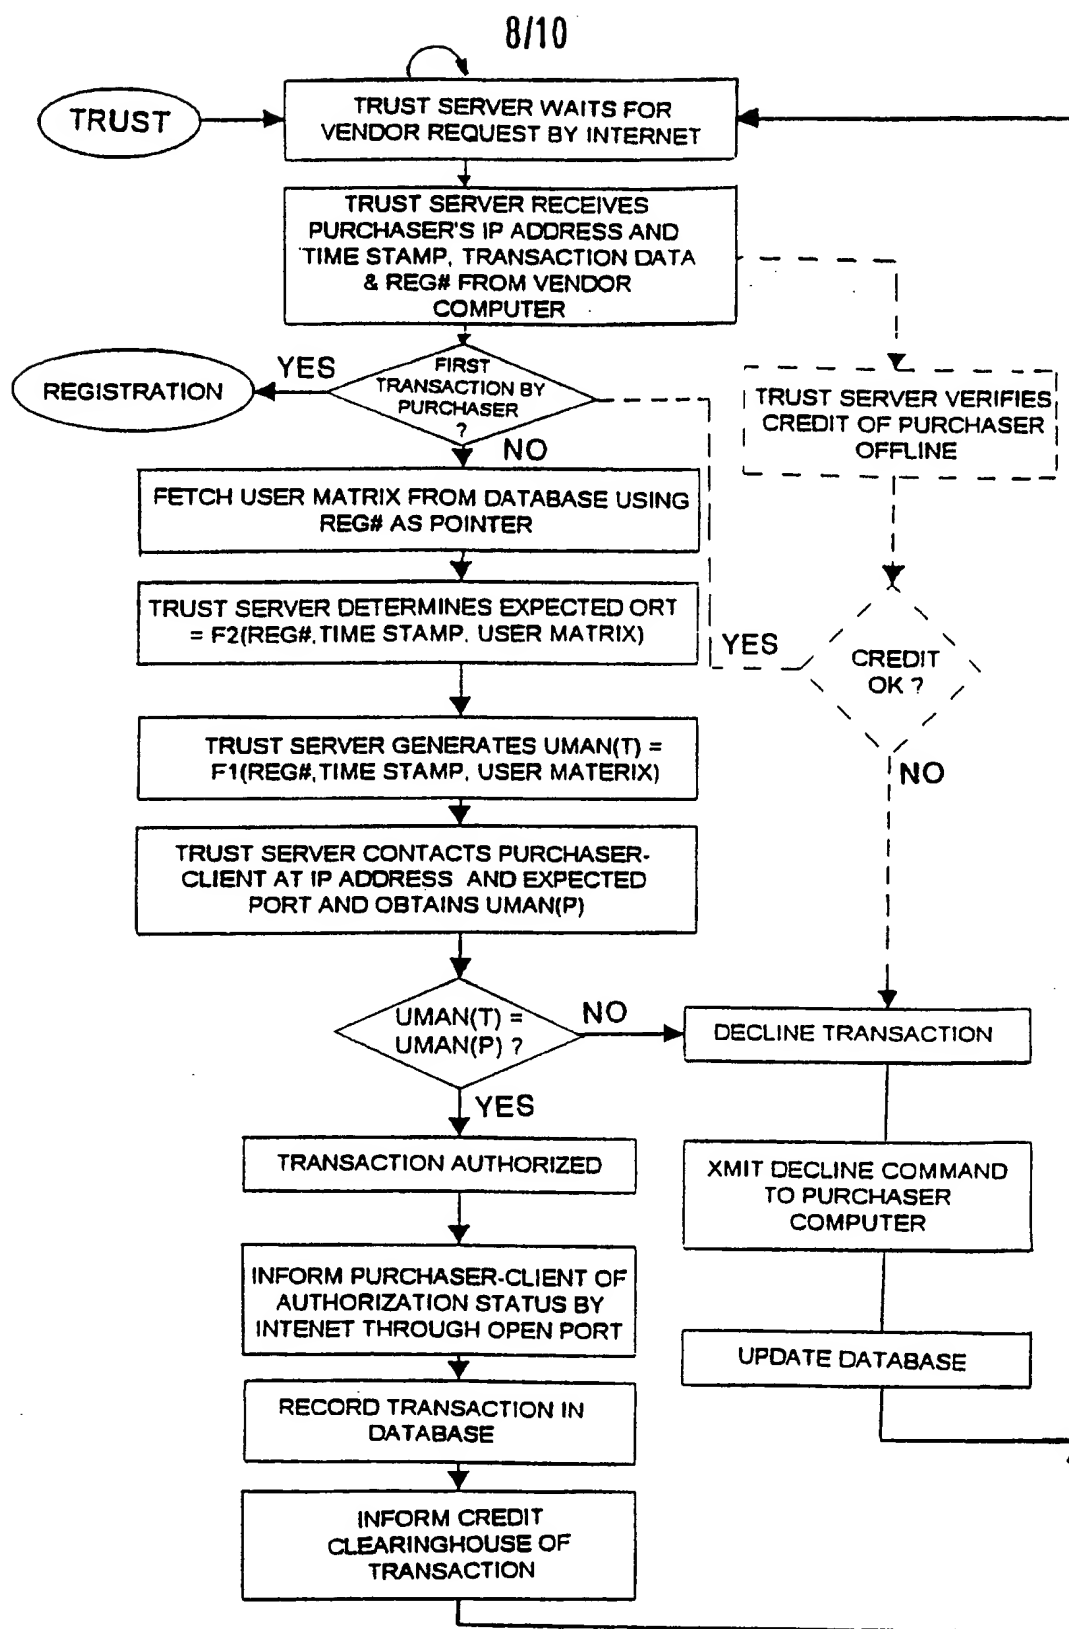 8/10
TRUST
TRUST SERVER WAITS FOR
VENDOR REQUEST BY INTERNET
TRUST SERVER RECEIVES
PURCHASER'S IP ADDRESS AND
TIME STAMP, TRANSACTION DATA
& REG# FROM VENDOR
COMPUTER
REGISTRATION
YES
FIRST
TRANSACTION BY
PURCHASER
?
NO
TRUST SERVER VERIFIES
CREDIT OF PURCHASER
OFFLINE
FETCH USER MATRIX FROM DATABASE USING
REG# AS POINTER
TRUST SERVER DETERMINES EXPECTED ORT
= F2(REG#,TIME STAMP, USER MATRIX)
YES
CREDIT
OK ?
NO
TRUST SERVER GENERATES UMAN(T) =
F1(REG#,TIME STAMP, USER MATERIX)
TRUST SERVER CONTACTS PURCHASER-
CLIENT AT IP ADDRESS AND EXPECTED
PORT AND OBTAINS UMAN(P)
UMAN(T) =
UMAN(P) ?
NO
DECLINE TRANSACTION
YES
TRANSACTION AUTHORIZED
XMIT DECLINE COMMAND
TO PURCHASER
COMPUTER
INFORM PURCHASER-CLIENT OF
AUTHORIZATION STATUS BY
INTENET THROUGH OPEN PORT
UPDATE DATABASE
RECORD TRANSACTION IN
DATABASE
INFORM CREDIT
CLEARINGHOUSE OF
TRANSACTION